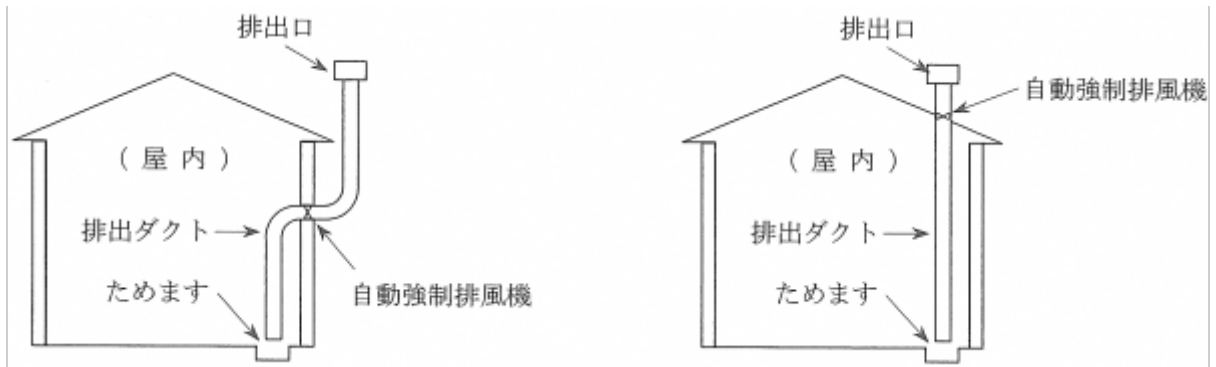 排出口
（屋内）
排出ダクト
ためます
自動強制排風機
排出口
自動強制排風機
（屋内）
排出ダクト
ためます